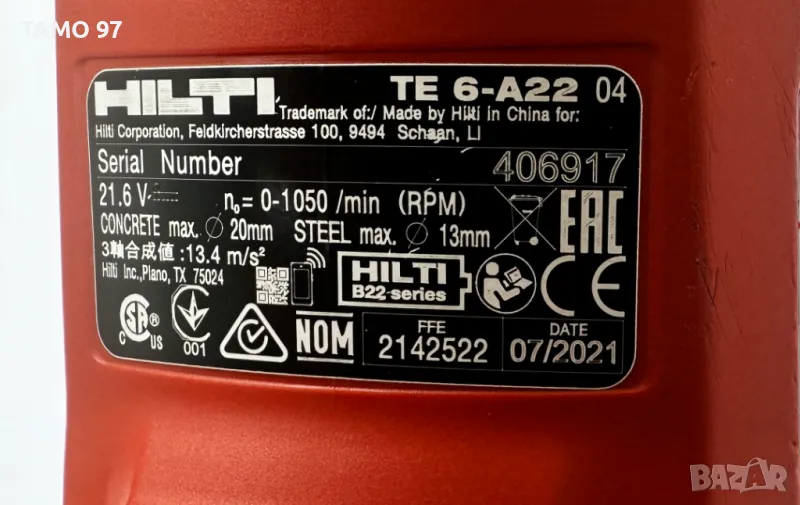 TAMO 97
HILTI TE 6-A22 04
Trademark of:/ Made by Hilti in China for:
Hilti Corporation, Feldkircherstrasse 100, 9494 Schaan, LI
Serial Number 406917
21.6 V n₀= 0-1050 /min (RPM)
CONCRETE max. ∅ 20mm STEEL max. ∅ 13mm
3軸合成値:13.4 m/s²
Hilti Inc.,Plano, TX 75024
HILTI
B22-series
EAC
CE
CSA
C US
001
NOM
FFE
2142522
DATE
07/2021
BAZAR